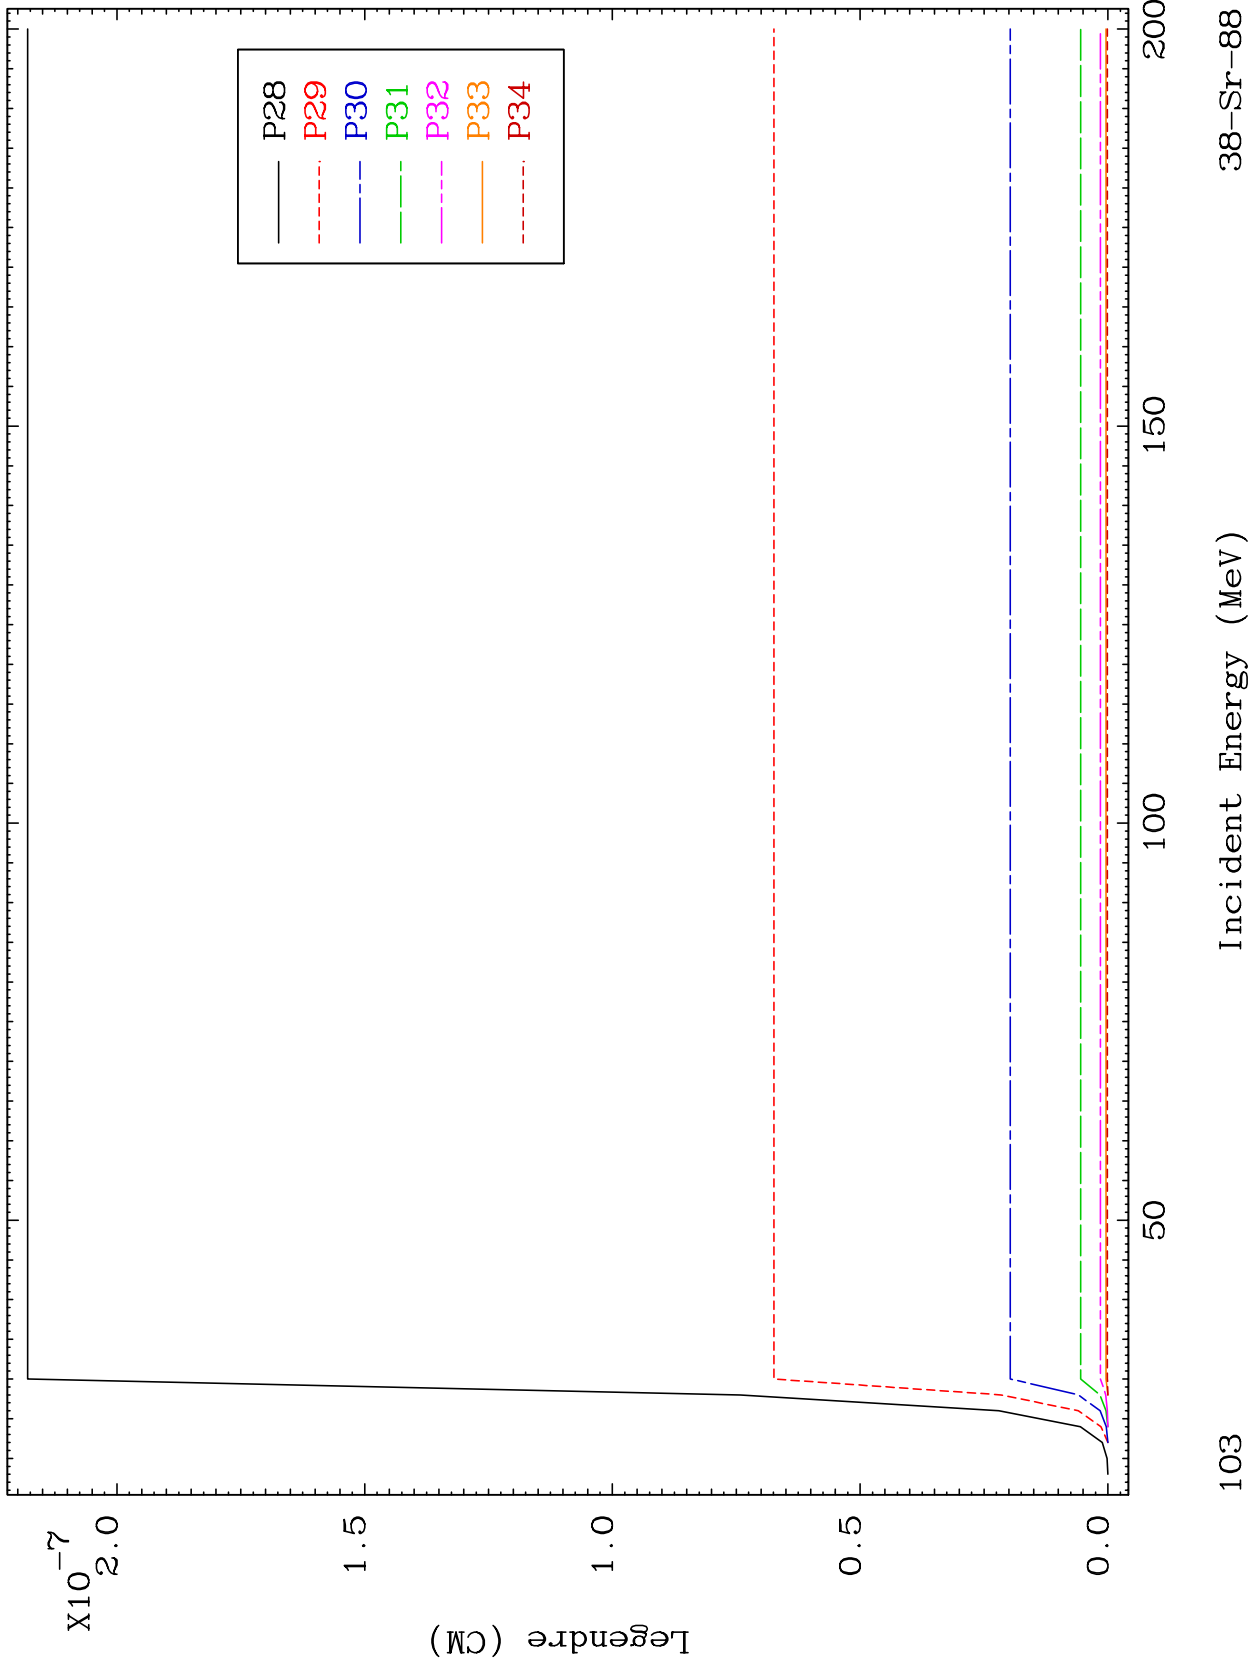 X10-7
2.0
1.5
1.0
0.5
0.0
Legendre (CM)
P28
P29
P30
P31
P32
P33
P34
50
100
150
200
Incident Energy (MeV)
103
38-Sr-88